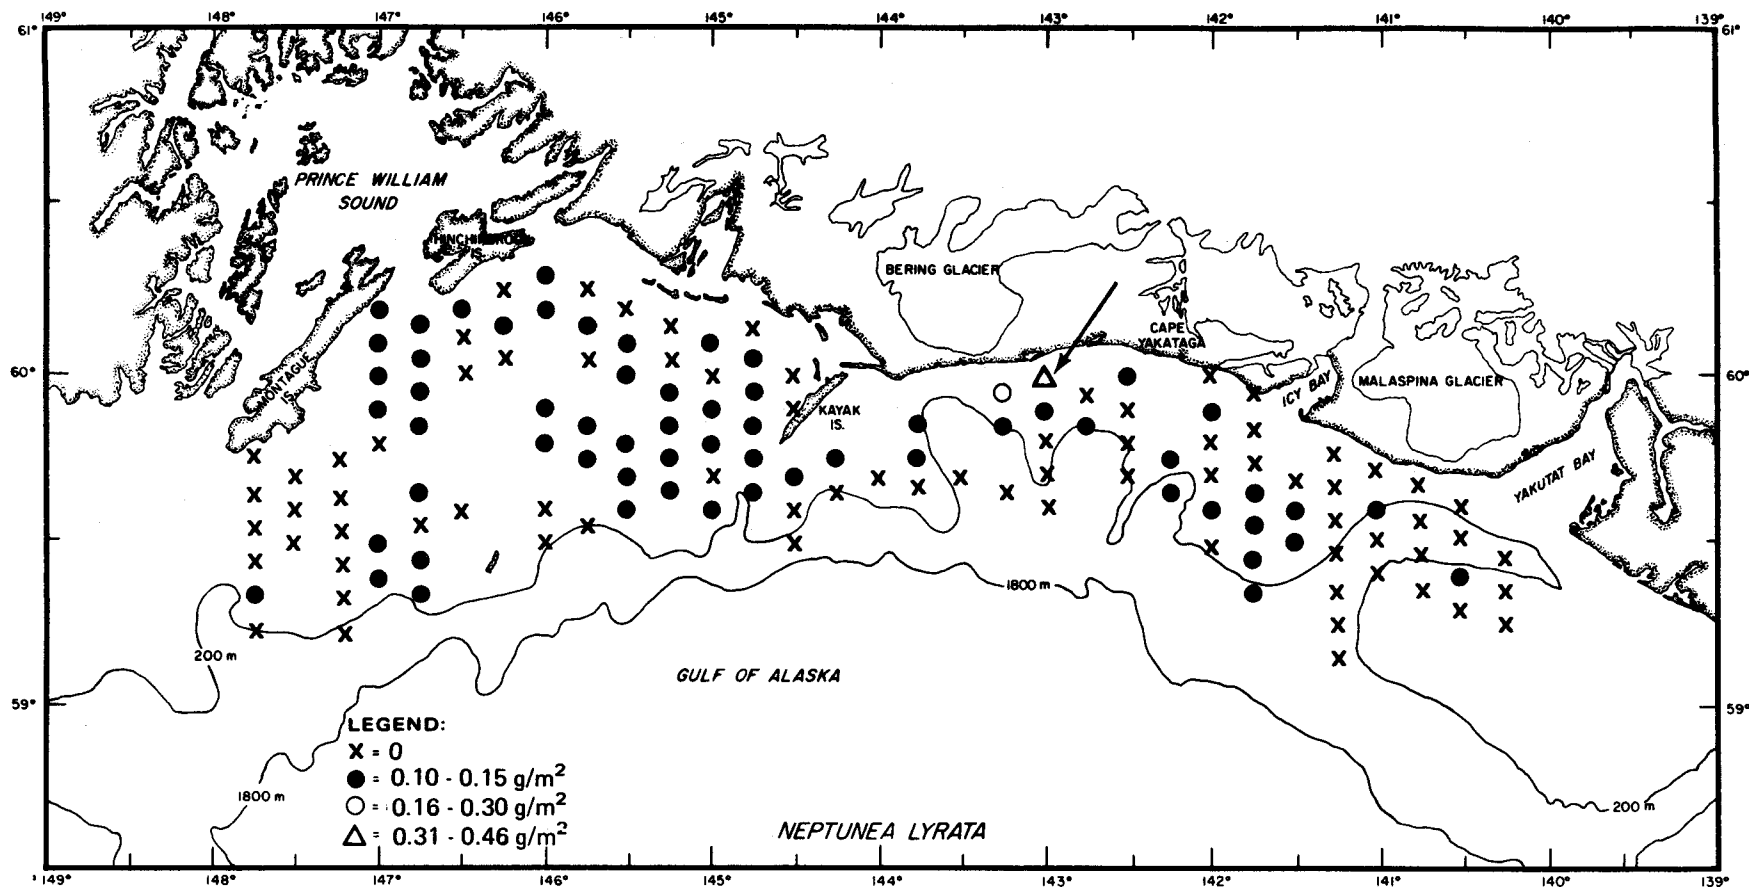 149° 148° 147° 146° 145° 144° 143° 142° 141° 140° 139°
61° 61°
PRINCE WILLIAM
SOUND
IS.
BERING GLACIER
CAPE
YAKATAGA
60° 60°
MONTAGUE
IS.
KAYAK
IS.
ICY BAY
MALASPINA GLACIER
YAKUTAT BAY
1800 m
200 m
GULF OF ALASKA
59° 59°
LEGEND:
X = 0
● = 0.10 - 0.15 g/m²
○ = 0.16 - 0.30 g/m²
△ = 0.31 - 0.46 g/m²
1800 m
200 m
NEPTUNEA LYRATA
149° 148° 147° 146° 145° 144° 143° 142° 141° 140° 139°